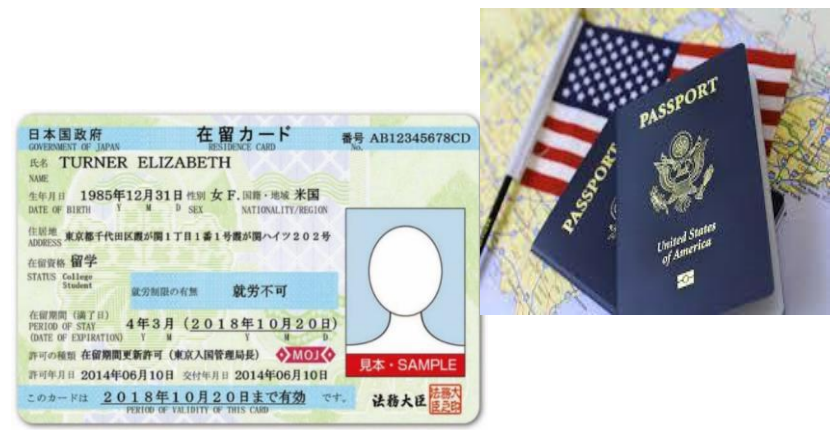 日本国政府 在留カード 番号 AB12345678CD
GOVERNMENT OF JAPAN RESIDENCE CARD No.
氏名 TURNER ELIZABETH
NAME
生年月日 1985年12月31日 性別 女 F. 国籍・地域 米国
DATE OF BIRTH Y M D SEX NATIONALITY/REGION
住居地 東京都千代田区霞が関1丁目1番1号霞が関ハイツ202号
ADDRESS
在留資格 留学
STATUS College Student
就労制限の有無 就労不可
在留期間 (満了日) 4年3月 (2018年10月20日)
PERIOD OF STAY
(DATE OF EXPIRATION) Y M Y M D
許可の種類 在留期間更新許可 (東京入国管理局長) MOJ
見本・SAMPLE
許可年月日 2014年06月10日 交付年月日 2014年06月10日
このカードは 2018年10月20日まで有効 です。
PERIOD OF VALIDITY OF THIS CARD
法務大臣
PASSPORT
PASSPORT
United States
of America